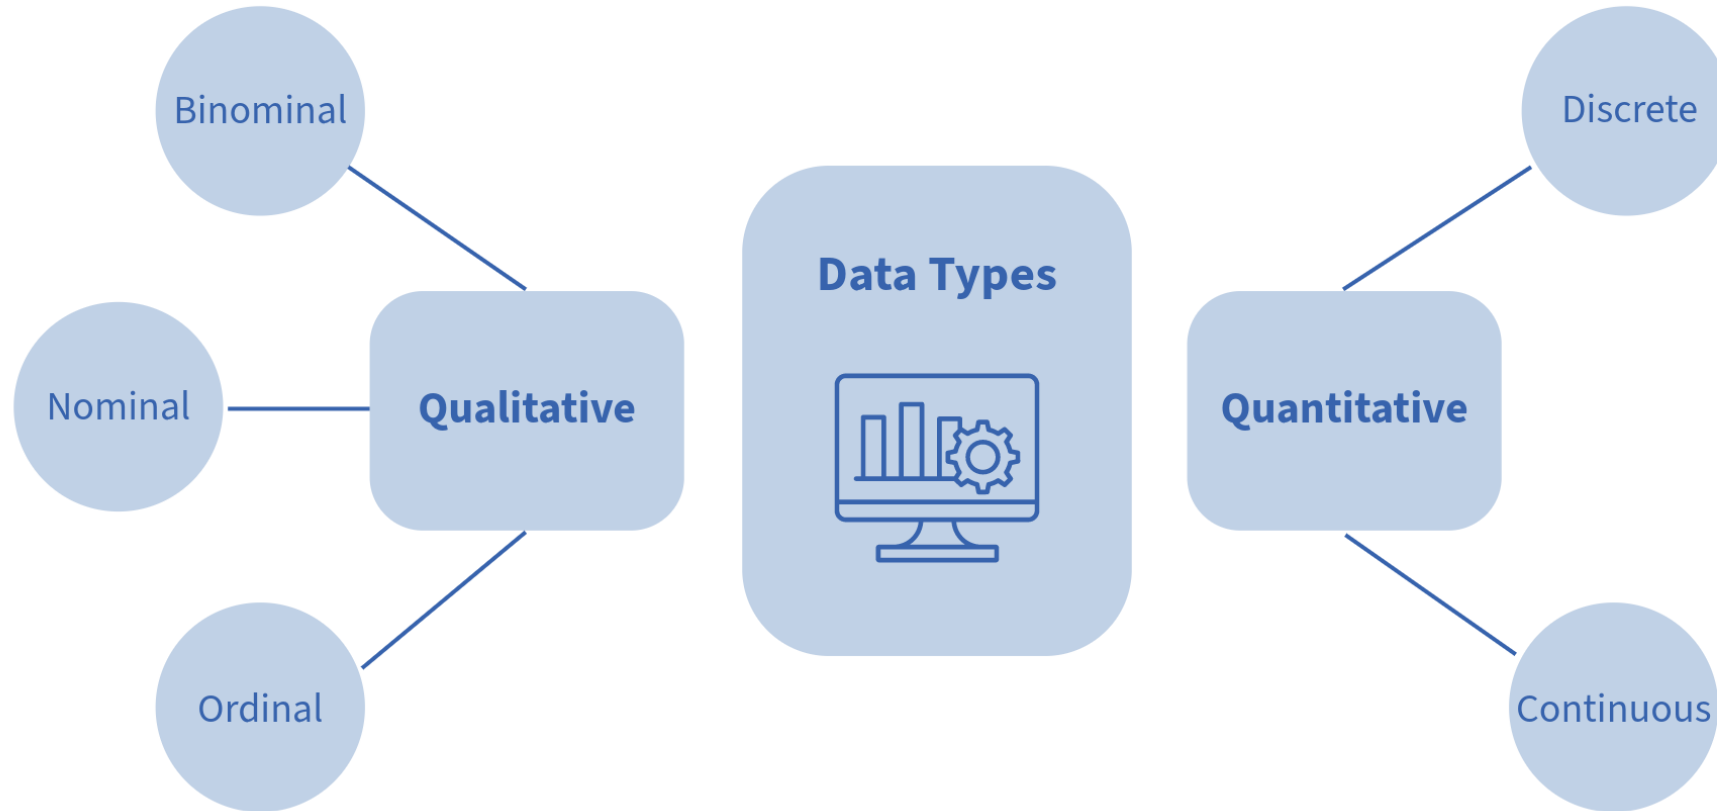 Binominal
Discrete
Data Types
Nominal
Qualitative
Quantitative
Ordinal
Continuous